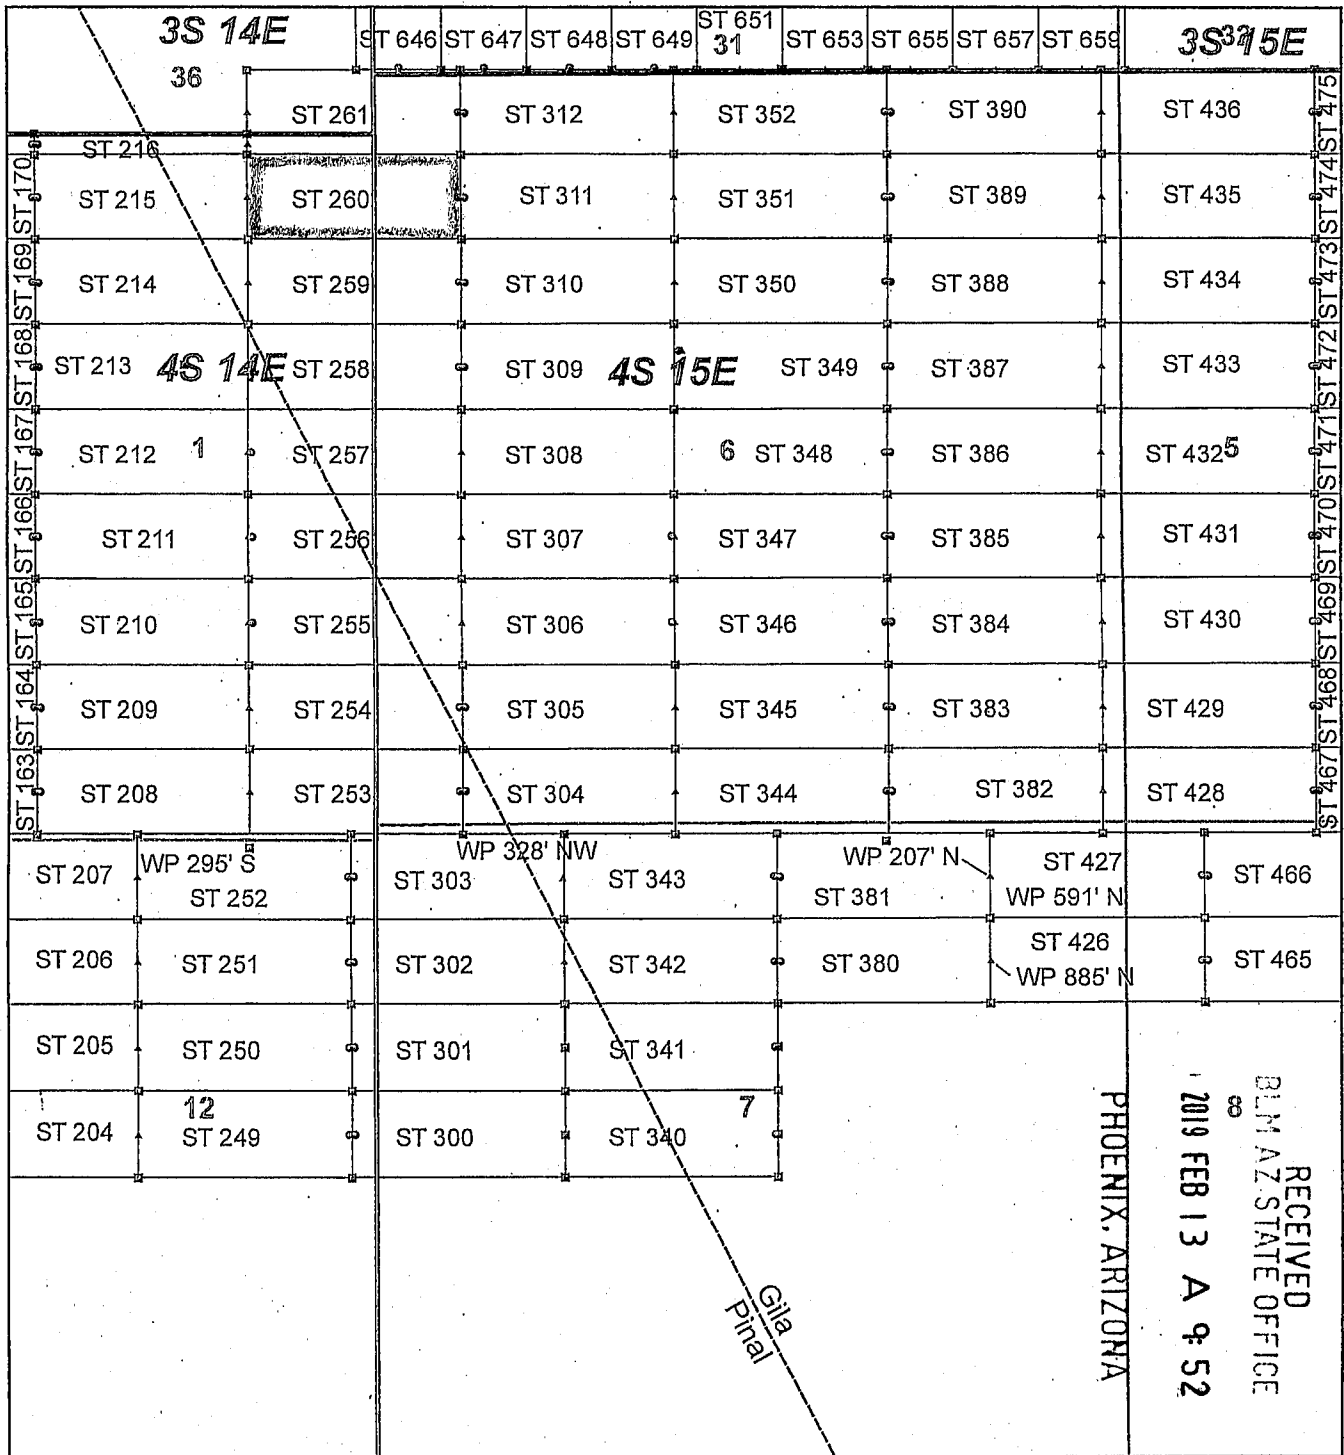 3S 14E
ST 646 ST 647 ST 648 ST 649 ST 651 ST 653 ST 655 ST 657 ST 659
31
3S 15E
32
36
ST 261 ST 312 ST 352 ST 390 ST 436 ST 475
ST 216
ST 170 ST 215 ST 260 ST 311 ST 351 ST 389 ST 435 ST 474
ST 169 ST 214 ST 259 ST 310 ST 350 ST 388 ST 434 ST 473
ST 168 ST 213 4S 14E ST 258 ST 309 4S 15E ST 349 ST 387 ST 433 ST 472
ST 167 ST 212 1 ST 257 ST 308 6 ST 348 ST 386 ST 432 5 ST 471
ST 166 ST 211 ST 256 ST 307 ST 347 ST 385 ST 431 ST 470
ST 165 ST 210 ST 255 ST 306 ST 346 ST 384 ST 430 ST 469
ST 164 ST 209 ST 254 ST 305 ST 345 ST 383 ST 429 ST 468
ST 163 ST 208 ST 253 ST 304 ST 344 ST 382 ST 428 ST 467
WP 295' S WP 328' NW WP 207' N
ST 207 ST 252 ST 303 ST 343 ST 381 ST 427 ST 466
WP 591' N
ST 206 ST 251 ST 302 ST 342 ST 380 ST 426 ST 465
WP 885' N
ST 205 ST 250 ST 301 ST 341
12 7 8
ST 204 ST 249 ST 300 ST 340
Gila
Pinal
RECEIVED
BLM AZ STATE OFFICE
2019 FEB 13 A 9:52
PHOENIX, ARIZONA